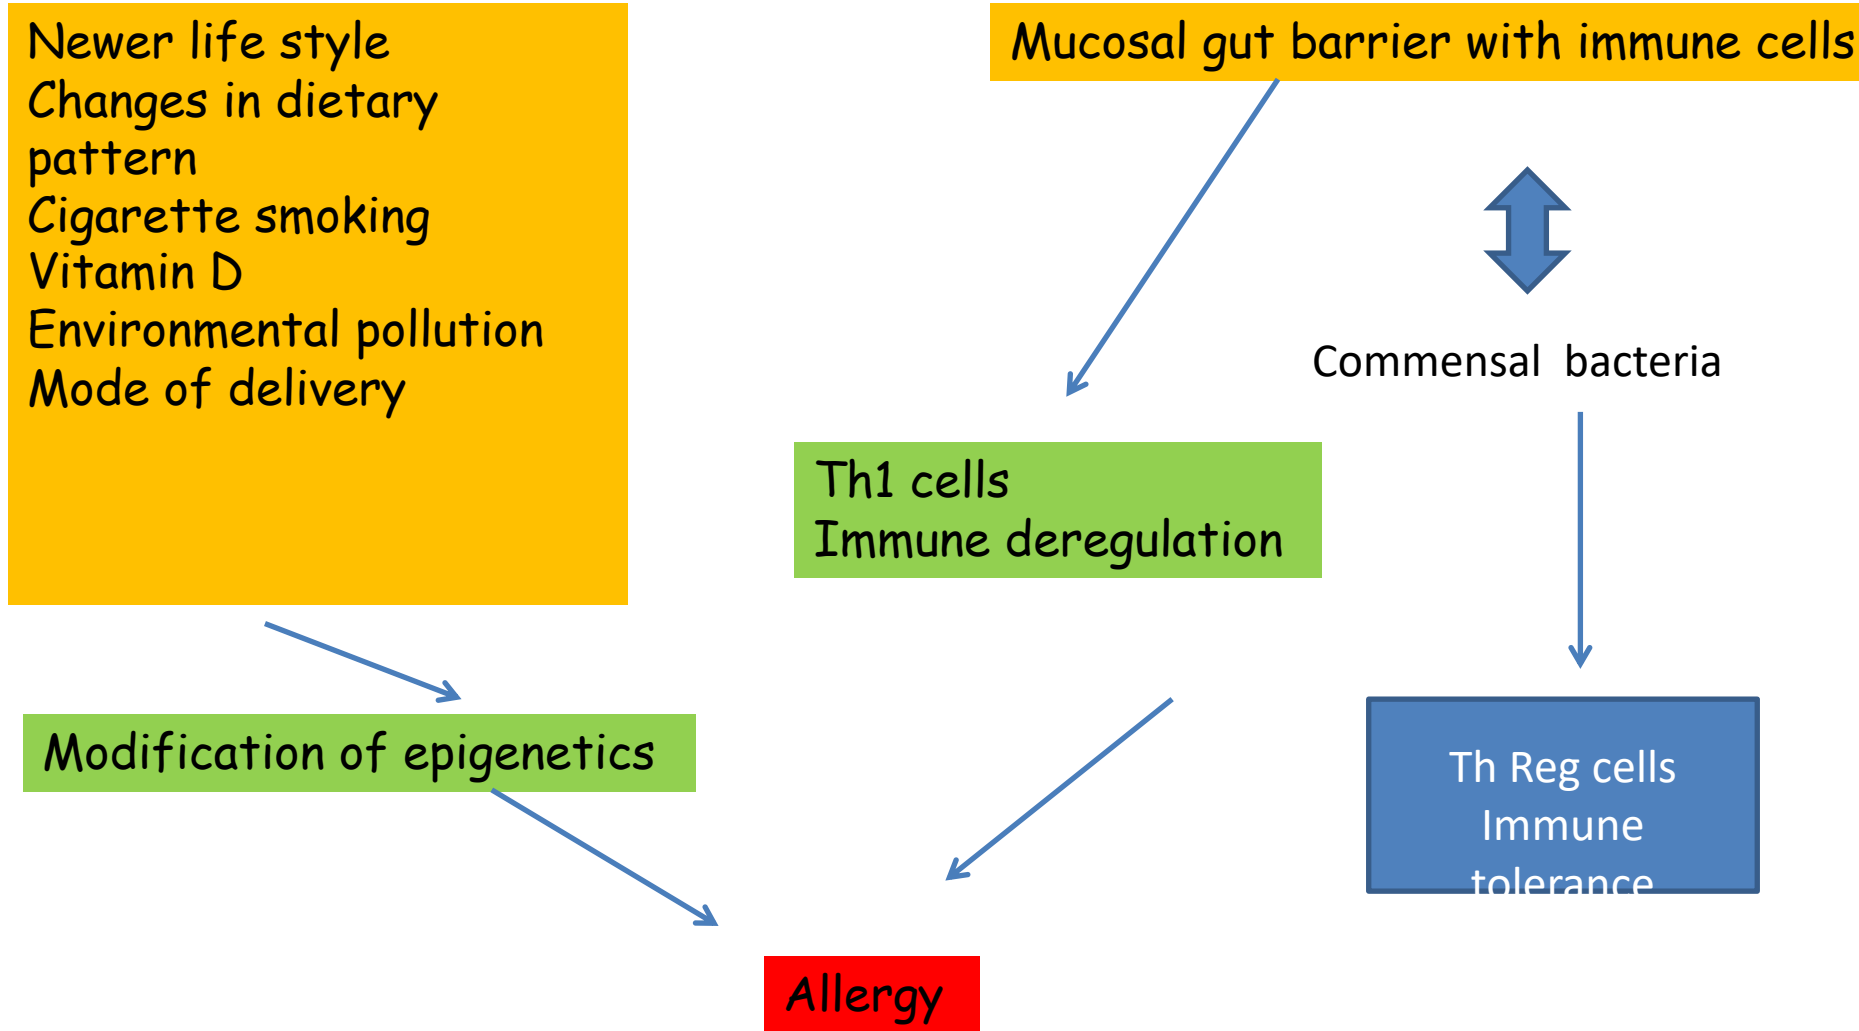 Newer life style
Changes in dietary
pattern
Cigarette smoking
Vitamin D
Environmental pollution
Mode of delivery
Mucosal gut barrier with immune cells
Commensal  bacteria
Th1 cells
Immune deregulation
Modification of epigenetics
Th Reg cells
Immune
tolerance
Allergy